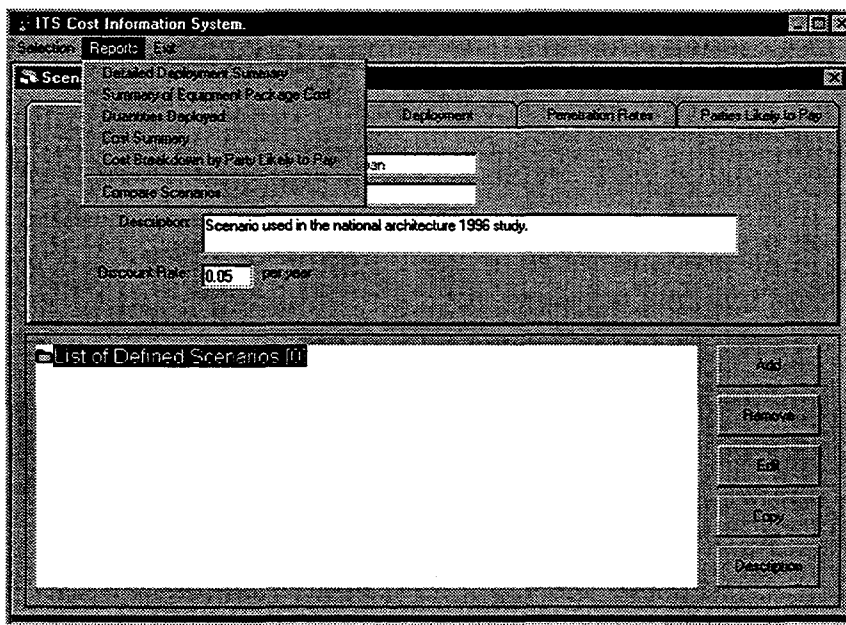 ITS Cost Information System.
Selection Reports Exit
Scen
Detailed Deployment Summary
Summary of Equipment Package Cost
Quantities Deployed
Cost Summary
Cost Breakdown by Party Likely to Pay
Compare Scenarios
Deployment Penetration Rates Parties Likely to Pay
ban
Description: Scenario used in the national architecture 1996 study.
Discount Rate: 0.05 per year
List of Defined Scenarios
Add
Remove
Edit
Copy
Description